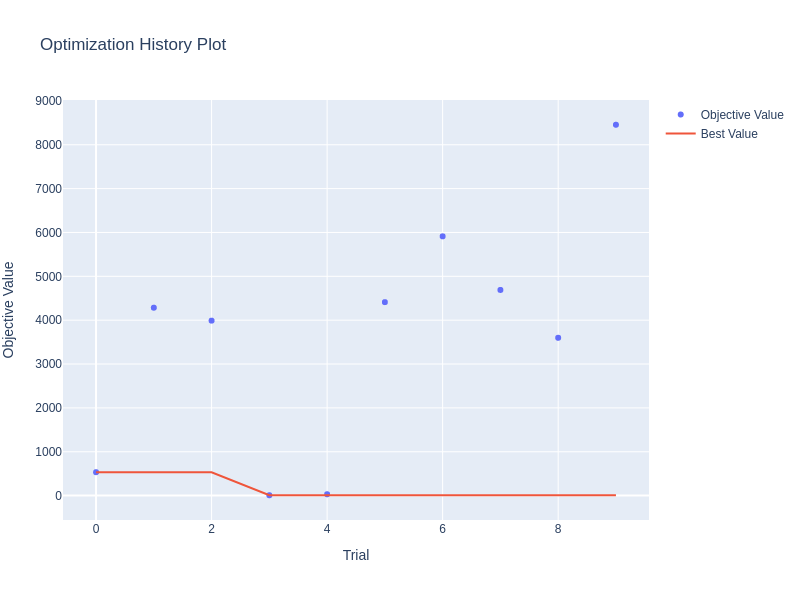 Optimization History Plot
Objective Value
Best Value
9000
8000
7000
6000
5000
4000
3000
2000
1000
0
Objective Value
0 2 4 6 8
Trial